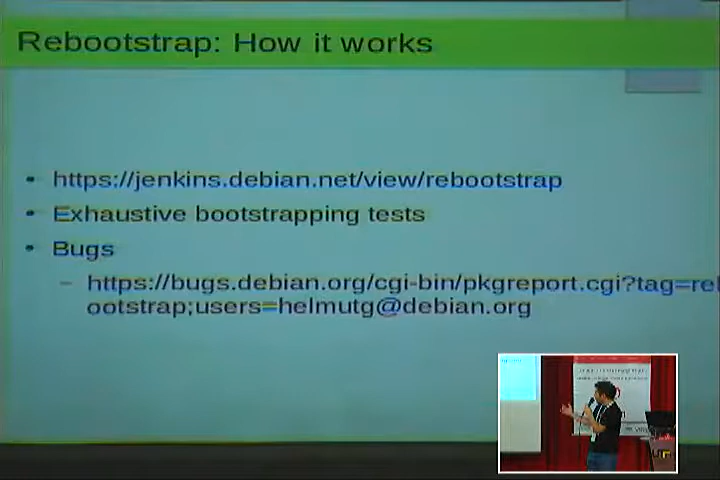 Rebootstrap: How it works
• https://jenkins.debian.net/view/rebootstrap
• Exhaustive bootstrapping tests
• Bugs
– https://bugs.debian.org/cgi-bin/pkgreport.cgi?tag=reb
ootstrap;users=helmutg@debian.org